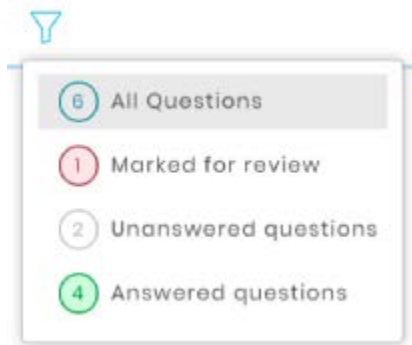 6 All Questions
1 Marked for review
2 Unanswered questions
4 Answered questions